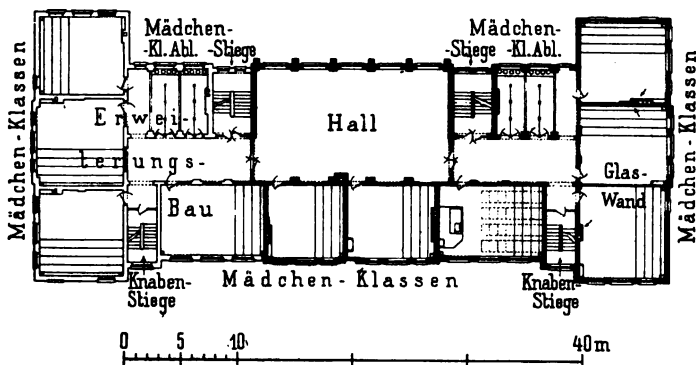 Mädchen- Mädchen-
-Kl. Abl. -Stiege -Stiege -Kl. Abl.
Mädchen-Klassen
Erwei-
terungs-
Bau
Hall
Glas-
Wand
Mädchen-Klassen
Mädchen-Klassen
Knaben-
Stiege
Knaben-
Stiege
0 5 10 40 m